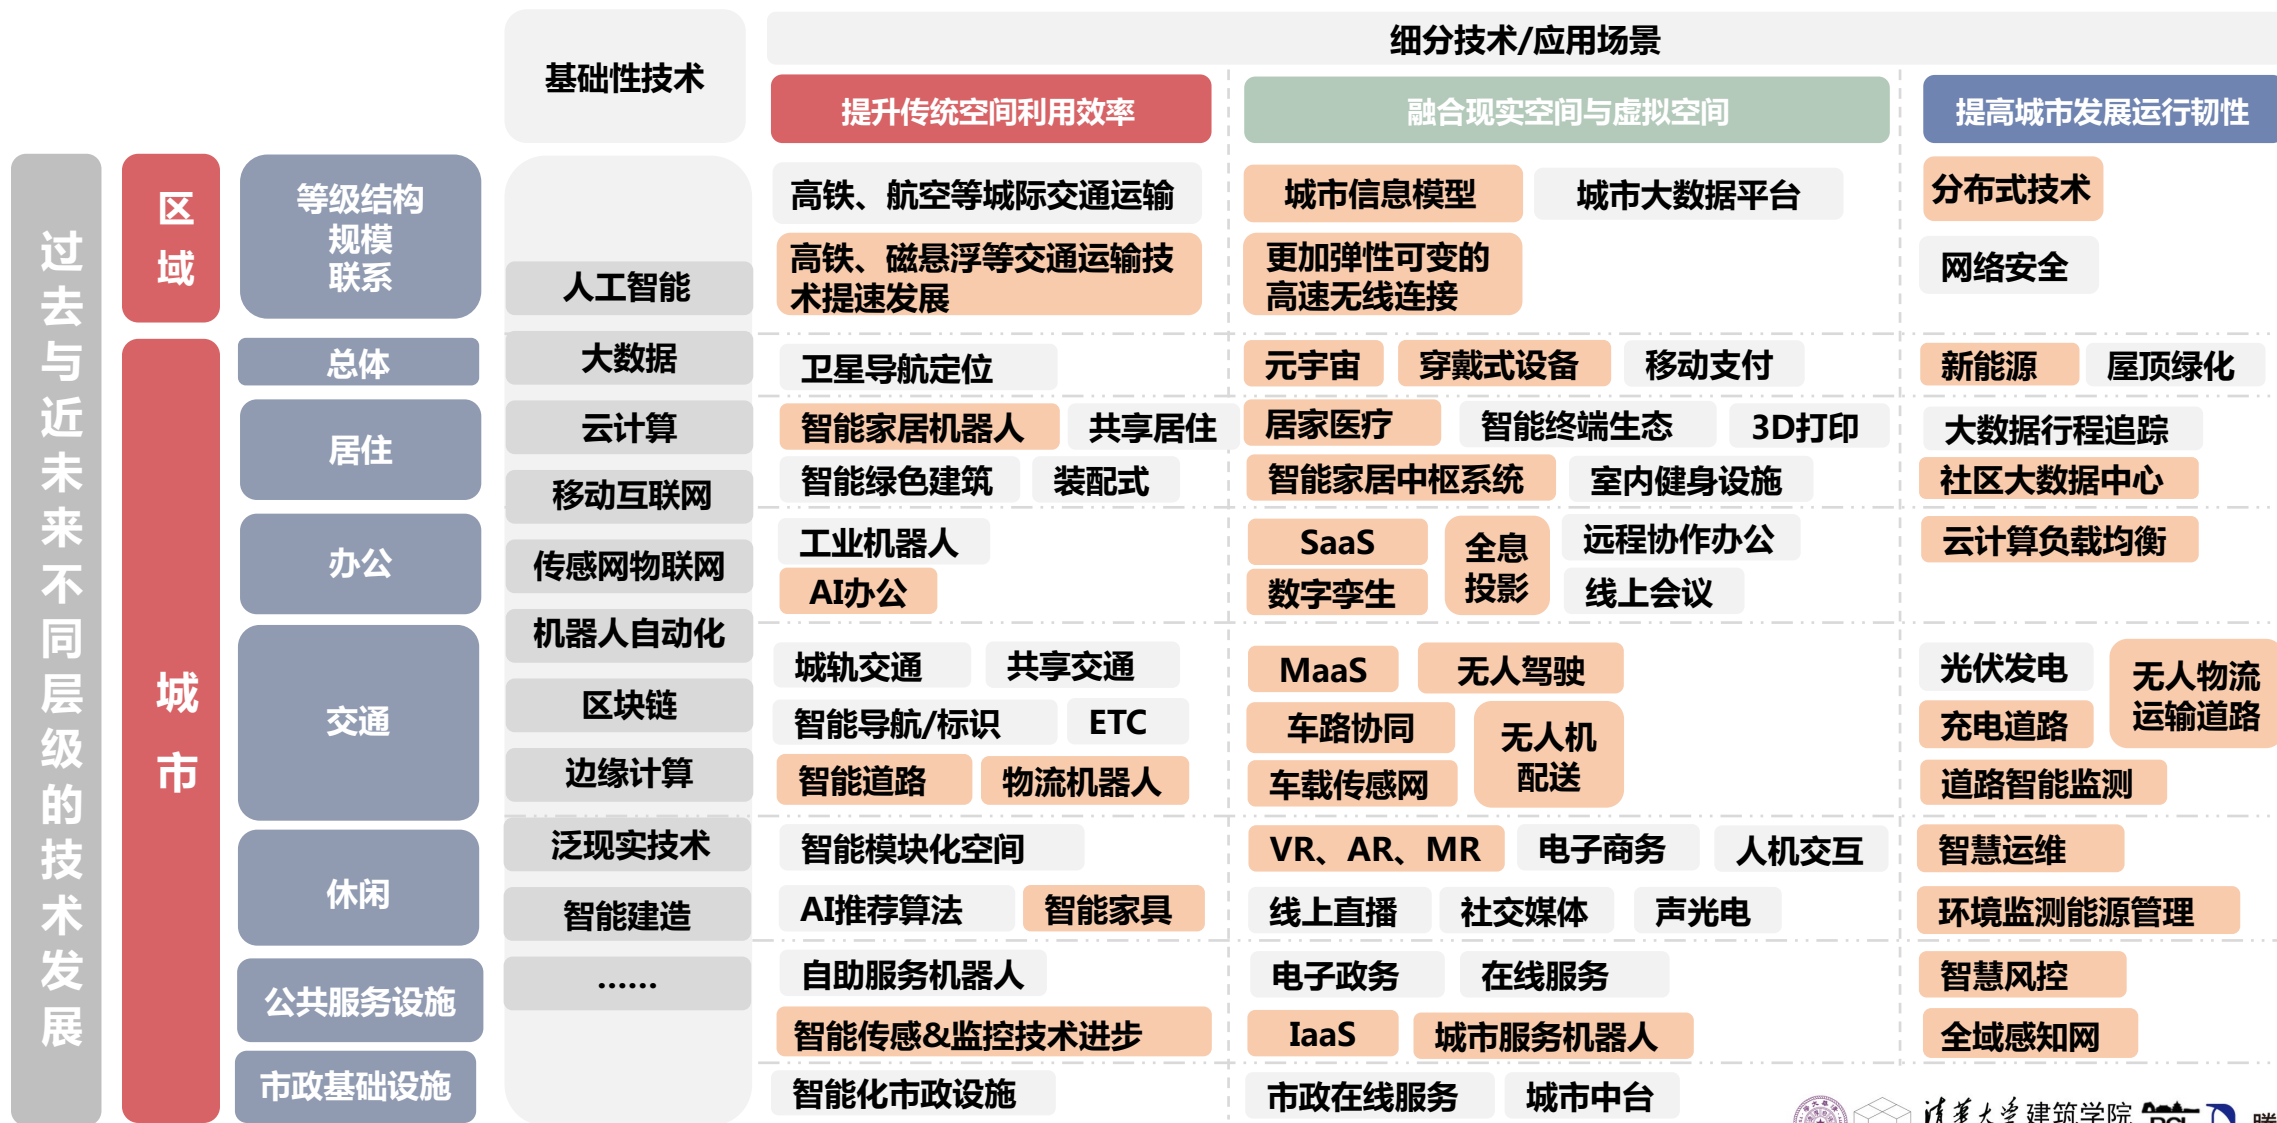 基础性技术
细分技术/应用场景
提升传统空间利用效率
融合现实空间与虚拟空间
提高城市发展运行韧性
过去与近未来不同层级的技术发展
区域
等级结构
规模
联系
城市
总体
居住
办公
交通
休闲
公共服务设施
市政基础设施
人工智能
大数据
云计算
移动互联网
传感网物联网
机器人自动化
区块链
边缘计算
泛现实技术
智能建造
......
高铁、航空等城际交通运输
高铁、磁悬浮等交通运输技
术提速发展
城市信息模型
城市大数据平台
更加弹性可变的
高速无线连接
分布式技术
网络安全
卫星导航定位
元宇宙
穿戴式设备
移动支付
新能源
屋顶绿化
智能家居机器人
共享居住
智能绿色建筑
装配式
居家医疗
智能终端生态
3D打印
智能家居中枢系统
室内健身设施
大数据行程追踪
社区大数据中心
工业机器人
AI办公
SaaS
数字孪生
全息
投影
远程协作办公
线上会议
云计算负载均衡
城轨交通
共享交通
智能导航/标识
ETC
智能道路
物流机器人
MaaS
无人驾驶
车路协同
车载传感网
无人机
配送
光伏发电
充电道路
无人物流
运输道路
道路智能监测
智能模块化空间
AI推荐算法
智能家具
VR、AR、MR
电子商务
人机交互
线上直播
社交媒体
声光电
智慧运维
环境监测能源管理
自助服务机器人
智能传感&监控技术进步
电子政务
在线服务
IaaS
城市服务机器人
智慧风控
全域感知网
智能化市政设施
市政在线服务
城市中台
清华大学建筑学院